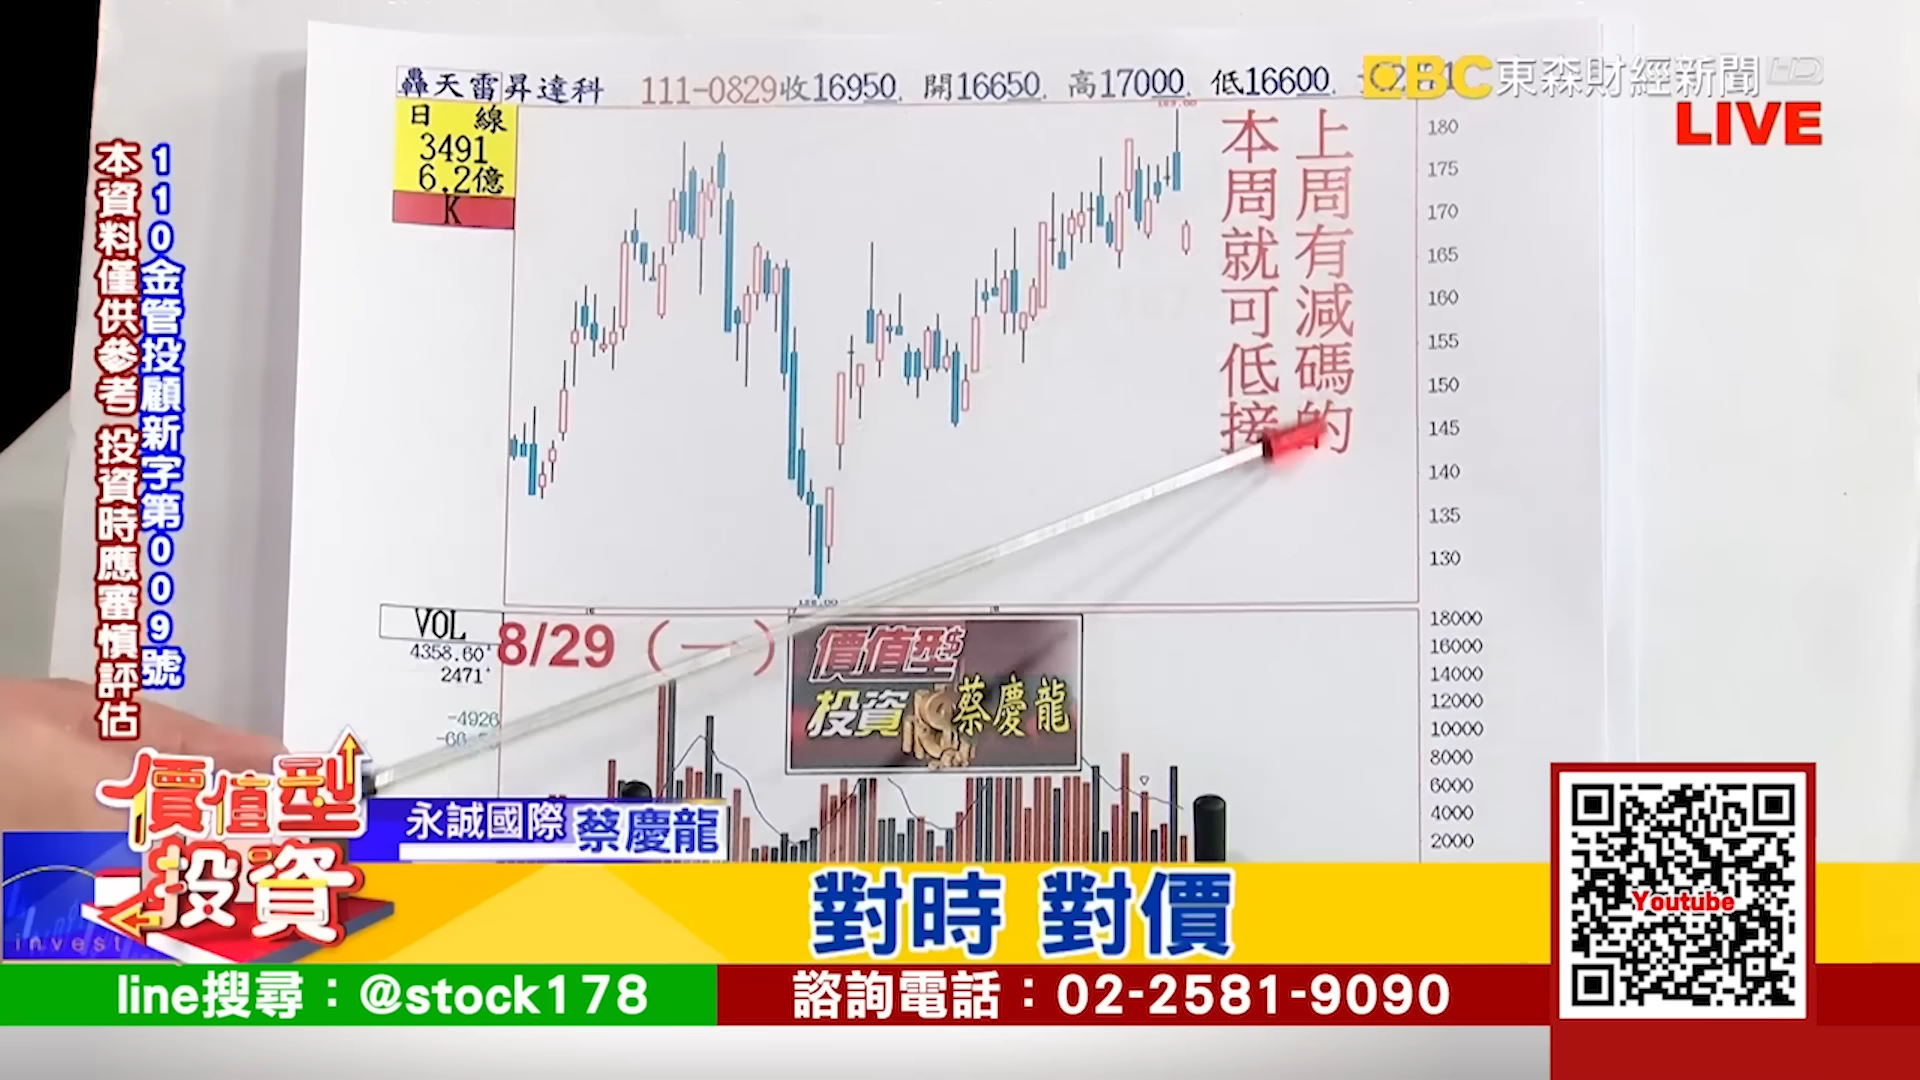 轟天雷昇達科 111-0829收16950. 開16650. 高17000. 低16600.
EBC東森財經新聞 HD
LIVE
日 線
3491
6.2億
K
上周有減碼的
本周就可低接
180
175
170
165
160
155
150
145
140
135
130
VOL
4358.60
2471
-4926
8/29（一）
18000
16000
14000
12000
10000
8000
6000
4000
2000
價值型
投資 蔡慶龍
110金管投顧新字第009號
本資料僅供參考 投資時應審慎評估
價值型
投資
invest
永誠國際 蔡慶龍
對時 對價
line搜尋：@stock178
諮詢電話：02-2581-9090
Youtube